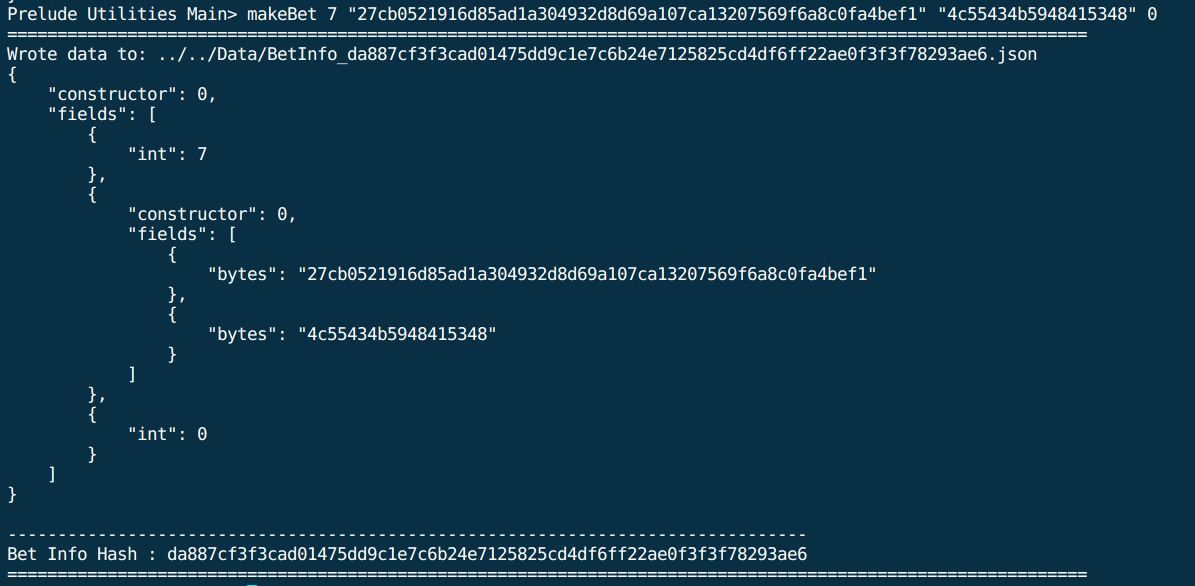 Prelude Utilities Main> makeBet 7 "27cb0521916d85ad1a304932d8d69a107ca13207569f6a8c0fa4bef1" "4c55434b5948415348" 0
============================================================================================================
Wrote data to: ../../Data/BetInfo_da887cf3f3cad01475dd9c1e7c6b24e7125825cd4df6ff22ae0f3f3f78293ae6.json
{
    "constructor": 0,
    "fields": [
        {
            "int": 7
        },
        {
            "constructor": 0,
            "fields": [
                {
                    "bytes": "27cb0521916d85ad1a304932d8d69a107ca13207569f6a8c0fa4bef1"
                },
                {
                    "bytes": "4c55434b5948415348"
                }
            ]
        },
        {
            "int": 0
        }
    ]
}
--------------------------------------------------------------------------------
Bet Info Hash : da887cf3f3cad01475dd9c1e7c6b24e7125825cd4df6ff22ae0f3f3f78293ae6
============================================================================================================